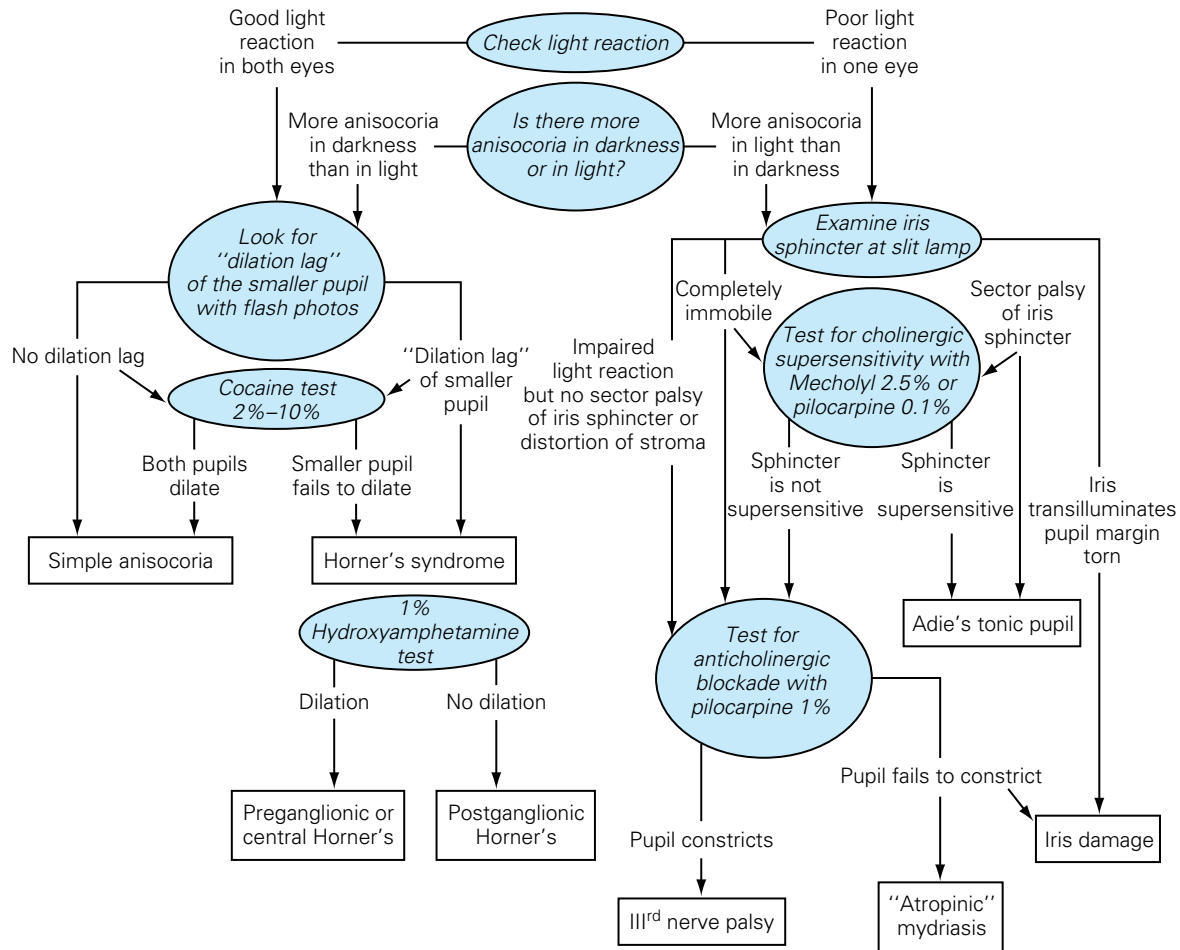 Good light
reaction
in both eyes
Check light reaction
Poor light
reaction
in one eye
More anisocoria
in darkness
than in light
Is there more
anisocoria in darkness
or in light?
More anisocoria
in light than
in darkness
Look for
''dilation lag''
of the smaller pupil
with flash photos
Examine iris
sphincter at slit lamp
No dilation lag
''Dilation lag''
of smaller
pupil
Cocaine test
2%–10%
Both pupils
dilate
Smaller pupil
fails to dilate
Simple anisocoria
Horner's syndrome
1%
Hydroxyamphetamine
test
Dilation
No dilation
Preganglionic or
central Horner's
Postganglionic
Horner's
Completely
immobile
Sector palsy
of iris
sphincter
Impaired
light reaction
but no sector palsy
of iris sphincter or
distortion of stroma
Test for cholinergic
supersensitivity with
Mecholyl 2.5% or
pilocarpine 0.1%
Sphincter
is not
supersensitive
Sphincter
is
supersensitive
Iris
transilluminates
pupil margin
torn
Adie's tonic pupil
Test for
anticholinergic
blockade with
pilocarpine 1%
Pupil constricts
Pupil fails to constrict
IIIrd nerve palsy
''Atropinic''
mydriasis
Iris damage